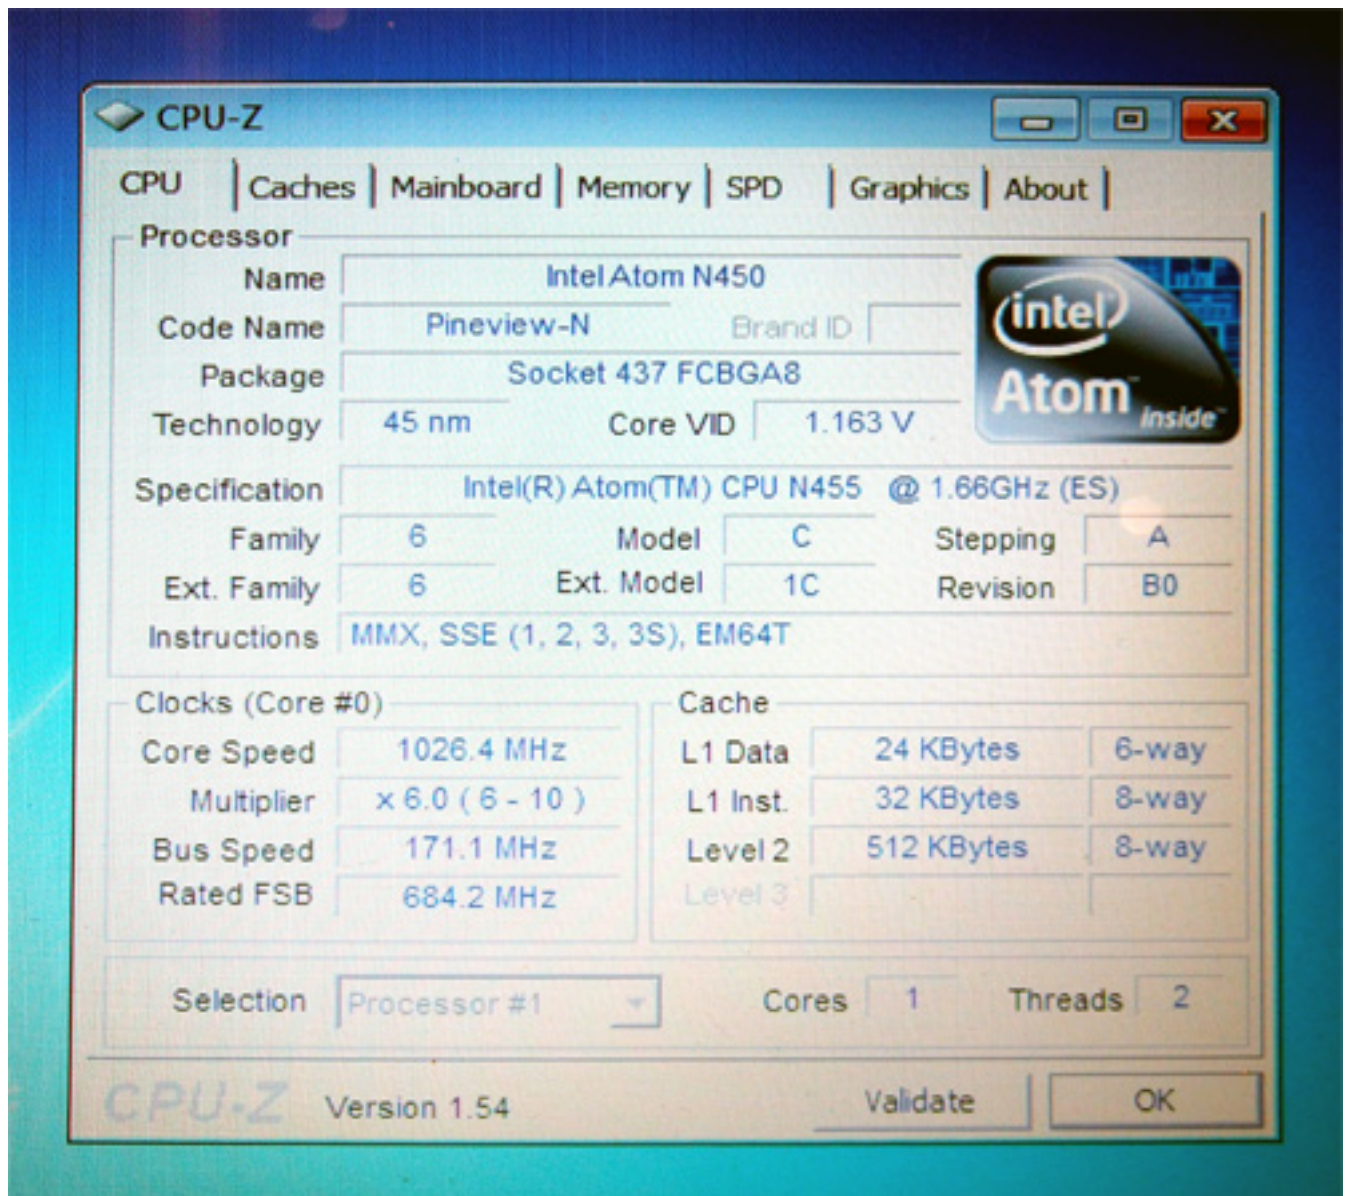 CPU-Z
CPU Caches Mainboard Memory SPD Graphics About
Processor
Name Intel Atom N450
Code Name Pineview-N Brand ID
Package Socket 437 FCBGA8
Technology 45 nm Core VID 1.163 V
intel Atom inside
Specification Intel(R) Atom(TM) CPU N455 @ 1.66GHz (ES)
Family 6 Model C Stepping A
Ext. Family 6 Ext. Model 1C Revision B0
Instructions MMX, SSE (1, 2, 3, 3S), EM64T
Clocks (Core #0)
Core Speed 1026.4 MHz
Multiplier x 6.0 ( 6 - 10 )
Bus Speed 171.1 MHz
Rated FSB 684.2 MHz
Cache
L1 Data 24 KBytes 6-way
L1 Inst. 32 KBytes 8-way
Level 2 512 KBytes 8-way
Level 3
Selection Processor #1 Cores 1 Threads 2
CPU-Z Version 1.54 Validate OK